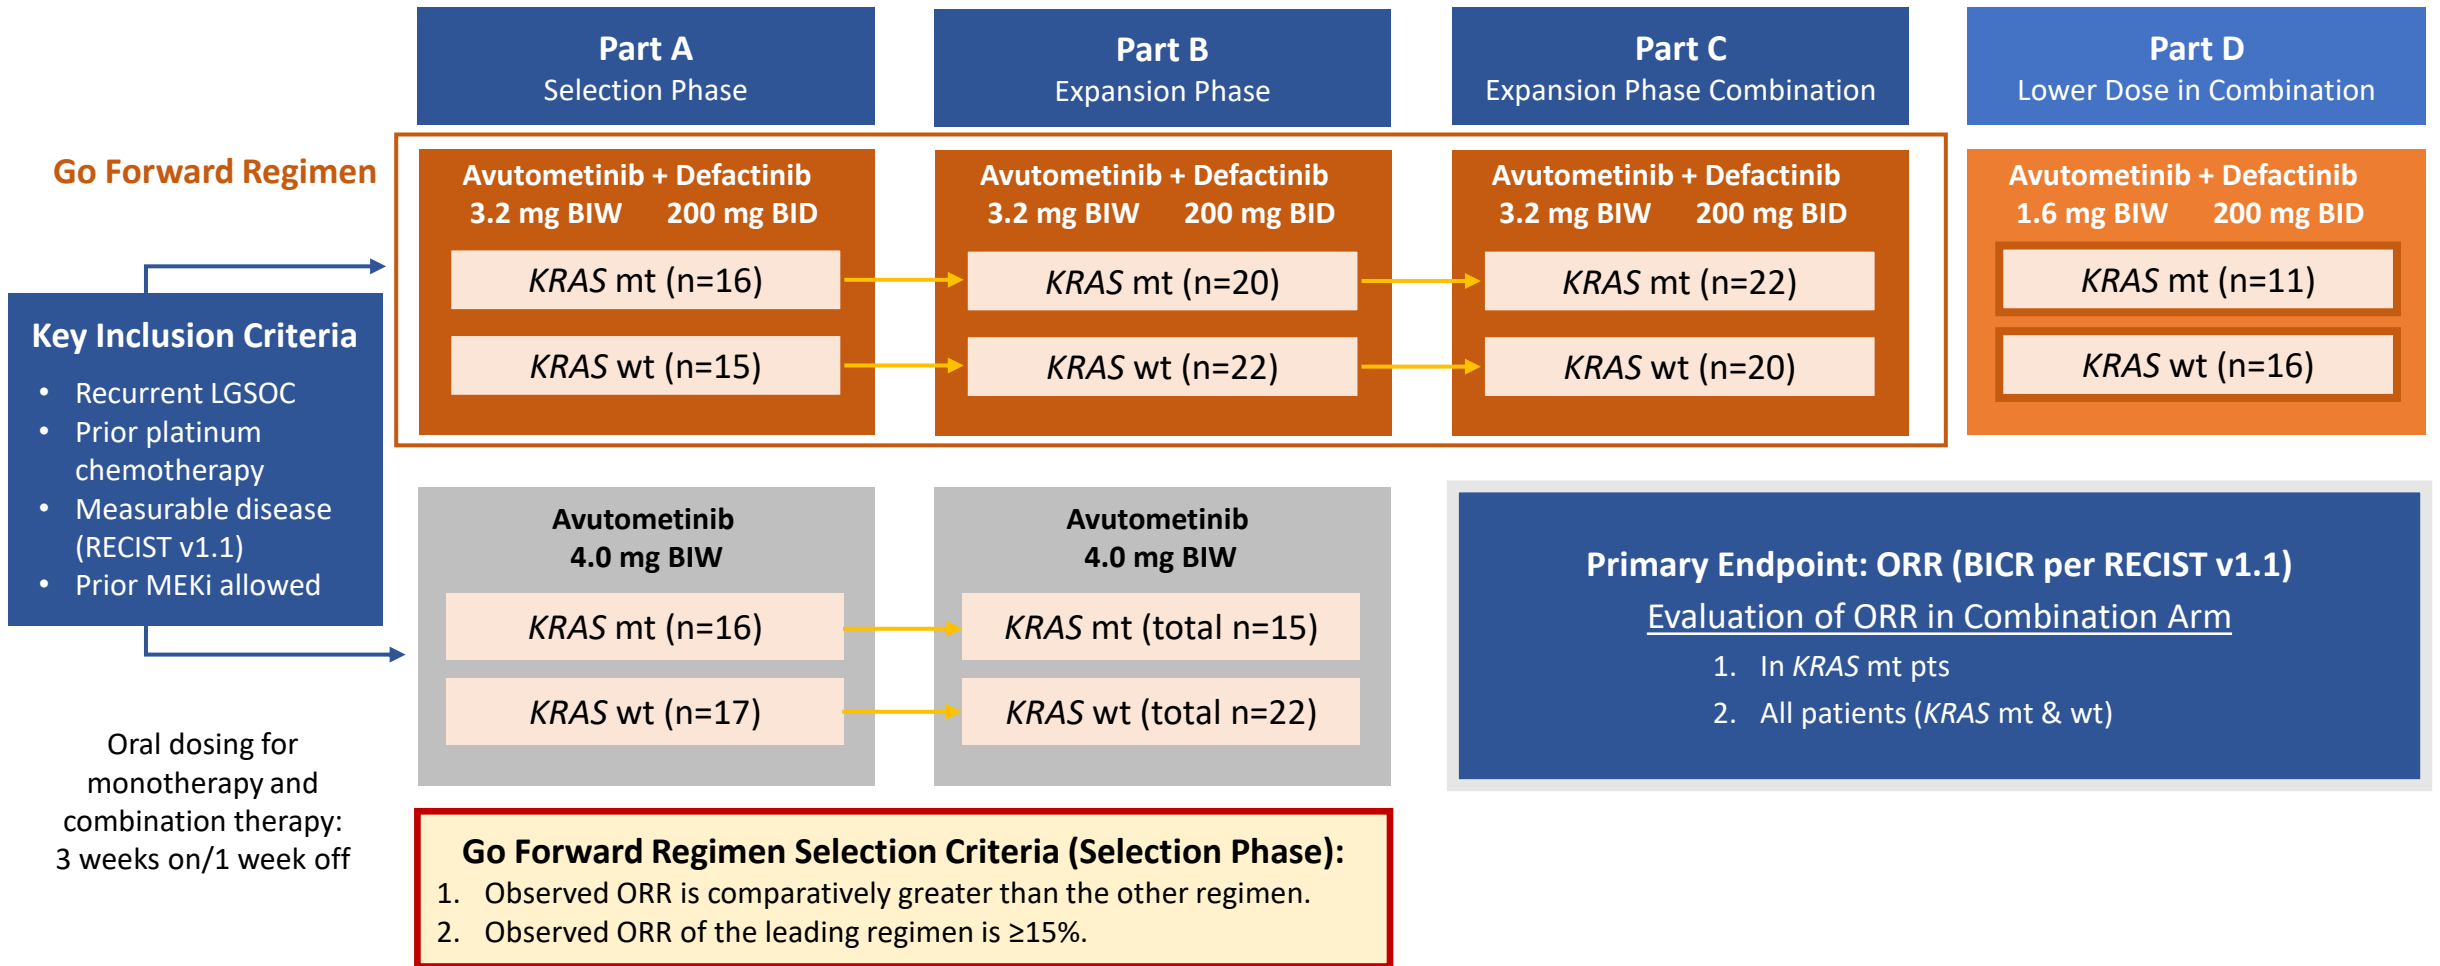 Part A
Selection Phase
Part B
Expansion Phase
Part C
Expansion Phase Combination
Part D
Lower Dose in Combination
Go Forward Regimen
Avutometinib + Defactinib
3.2 mg BIW 200 mg BID
KRAS mt (n=16)
KRAS wt (n=15)
Avutometinib + Defactinib
3.2 mg BIW 200 mg BID
KRAS mt (n=20)
KRAS wt (n=22)
Avutometinib + Defactinib
3.2 mg BIW 200 mg BID
KRAS mt (n=22)
KRAS wt (n=20)
Avutometinib + Defactinib
1.6 mg BIW 200 mg BID
KRAS mt (n=11)
KRAS wt (n=16)
Key Inclusion Criteria
• Recurrent LGSOC
• Prior platinum
chemotherapy
• Measurable disease
(RECIST v1.1)
• Prior MEKi allowed
Avutometinib
4.0 mg BIW
KRAS mt (n=16)
KRAS wt (n=17)
Avutometinib
4.0 mg BIW
KRAS mt (total n=15)
KRAS wt (total n=22)
Primary Endpoint: ORR (BICR per RECIST v1.1)
Evaluation of ORR in Combination Arm
1. In KRAS mt pts
2. All patients (KRAS mt & wt)
Oral dosing for
monotherapy and
combination therapy:
3 weeks on/1 week off
Go Forward Regimen Selection Criteria (Selection Phase):
1. Observed ORR is comparatively greater than the other regimen.
2. Observed ORR of the leading regimen is ≥15%.